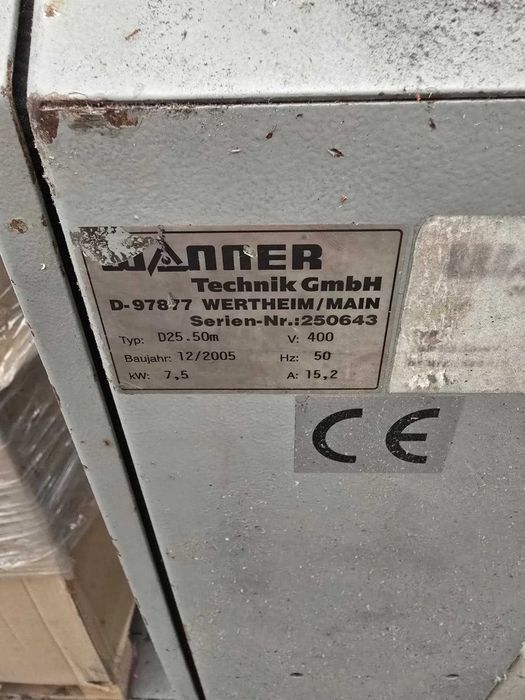 WANNER
Technik GmbH
D-97877 WERTHEIM/MAIN
Serien-Nr.:250643
Typ: D25.50m V: 400
Baujahr: 12/2005 Hz: 50
kW: 7,5 A: 15,2
CE